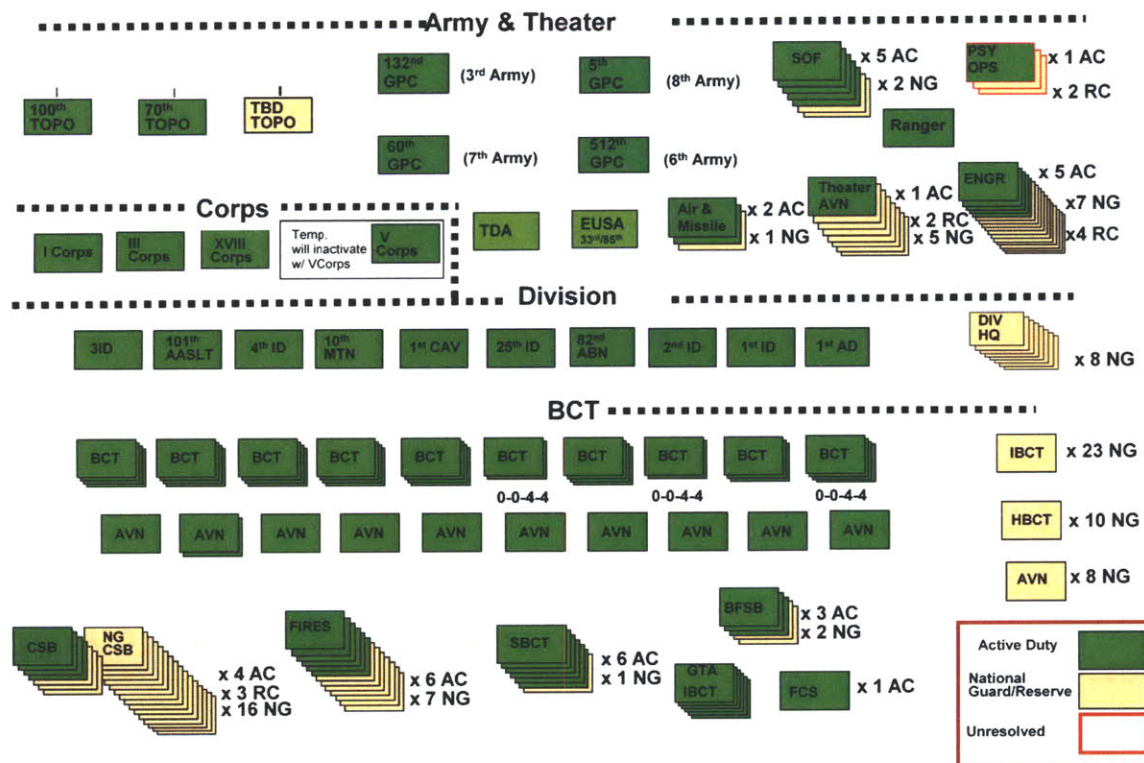 Army & Theater
132nd GPC
(3rd Army)
5th GPC
(8th Army)
SOF
x 5 AC
x 2 NG
PSY OPS
x 1 AC
x 2 RC
100th TOPO
70th TOPO
TBD TOPO
Ranger
60th GPC
(7th Army)
512th GPC
(6th Army)
Corps
TDA
EUSA
33rd/85th
Air & Missile
x 2 AC
x 1 NG
Theater AVN
x 1 AC
x 2 RC
x 5 NG
ENGR
x 5 AC
x7 NG
x4 RC
I Corps
III Corps
XVIII Corps
Temp.
will inactivate
w/ VCorps
V Corps
Division
3ID
101th AASLT
4th ID
10th MTN
1st CAV
25th ID
82nd ABN
2nd ID
1st ID
1st AD
DIV HQ
x 8 NG
BCT
BCT BCT BCT BCT BCT BCT BCT BCT BCT BCT
0-0-4-4 0-0-4-4 0-0-4-4
IBCT
x 23 NG
AVN AVN AVN AVN AVN AVN AVN AVN AVN AVN
HBCT
x 10 NG
AVN
x 8 NG
CSB
NG CSB
x 4 AC
x 3 RC
x 16 NG
FIRES
x 6 AC
x 7 NG
SBCT
x 6 AC
x 1 NG
BFSB
x 3 AC
x 2 NG
GTA
IBCT
FCS
x 1 AC
Active Duty
National
Guard/Reserve
Unresolved